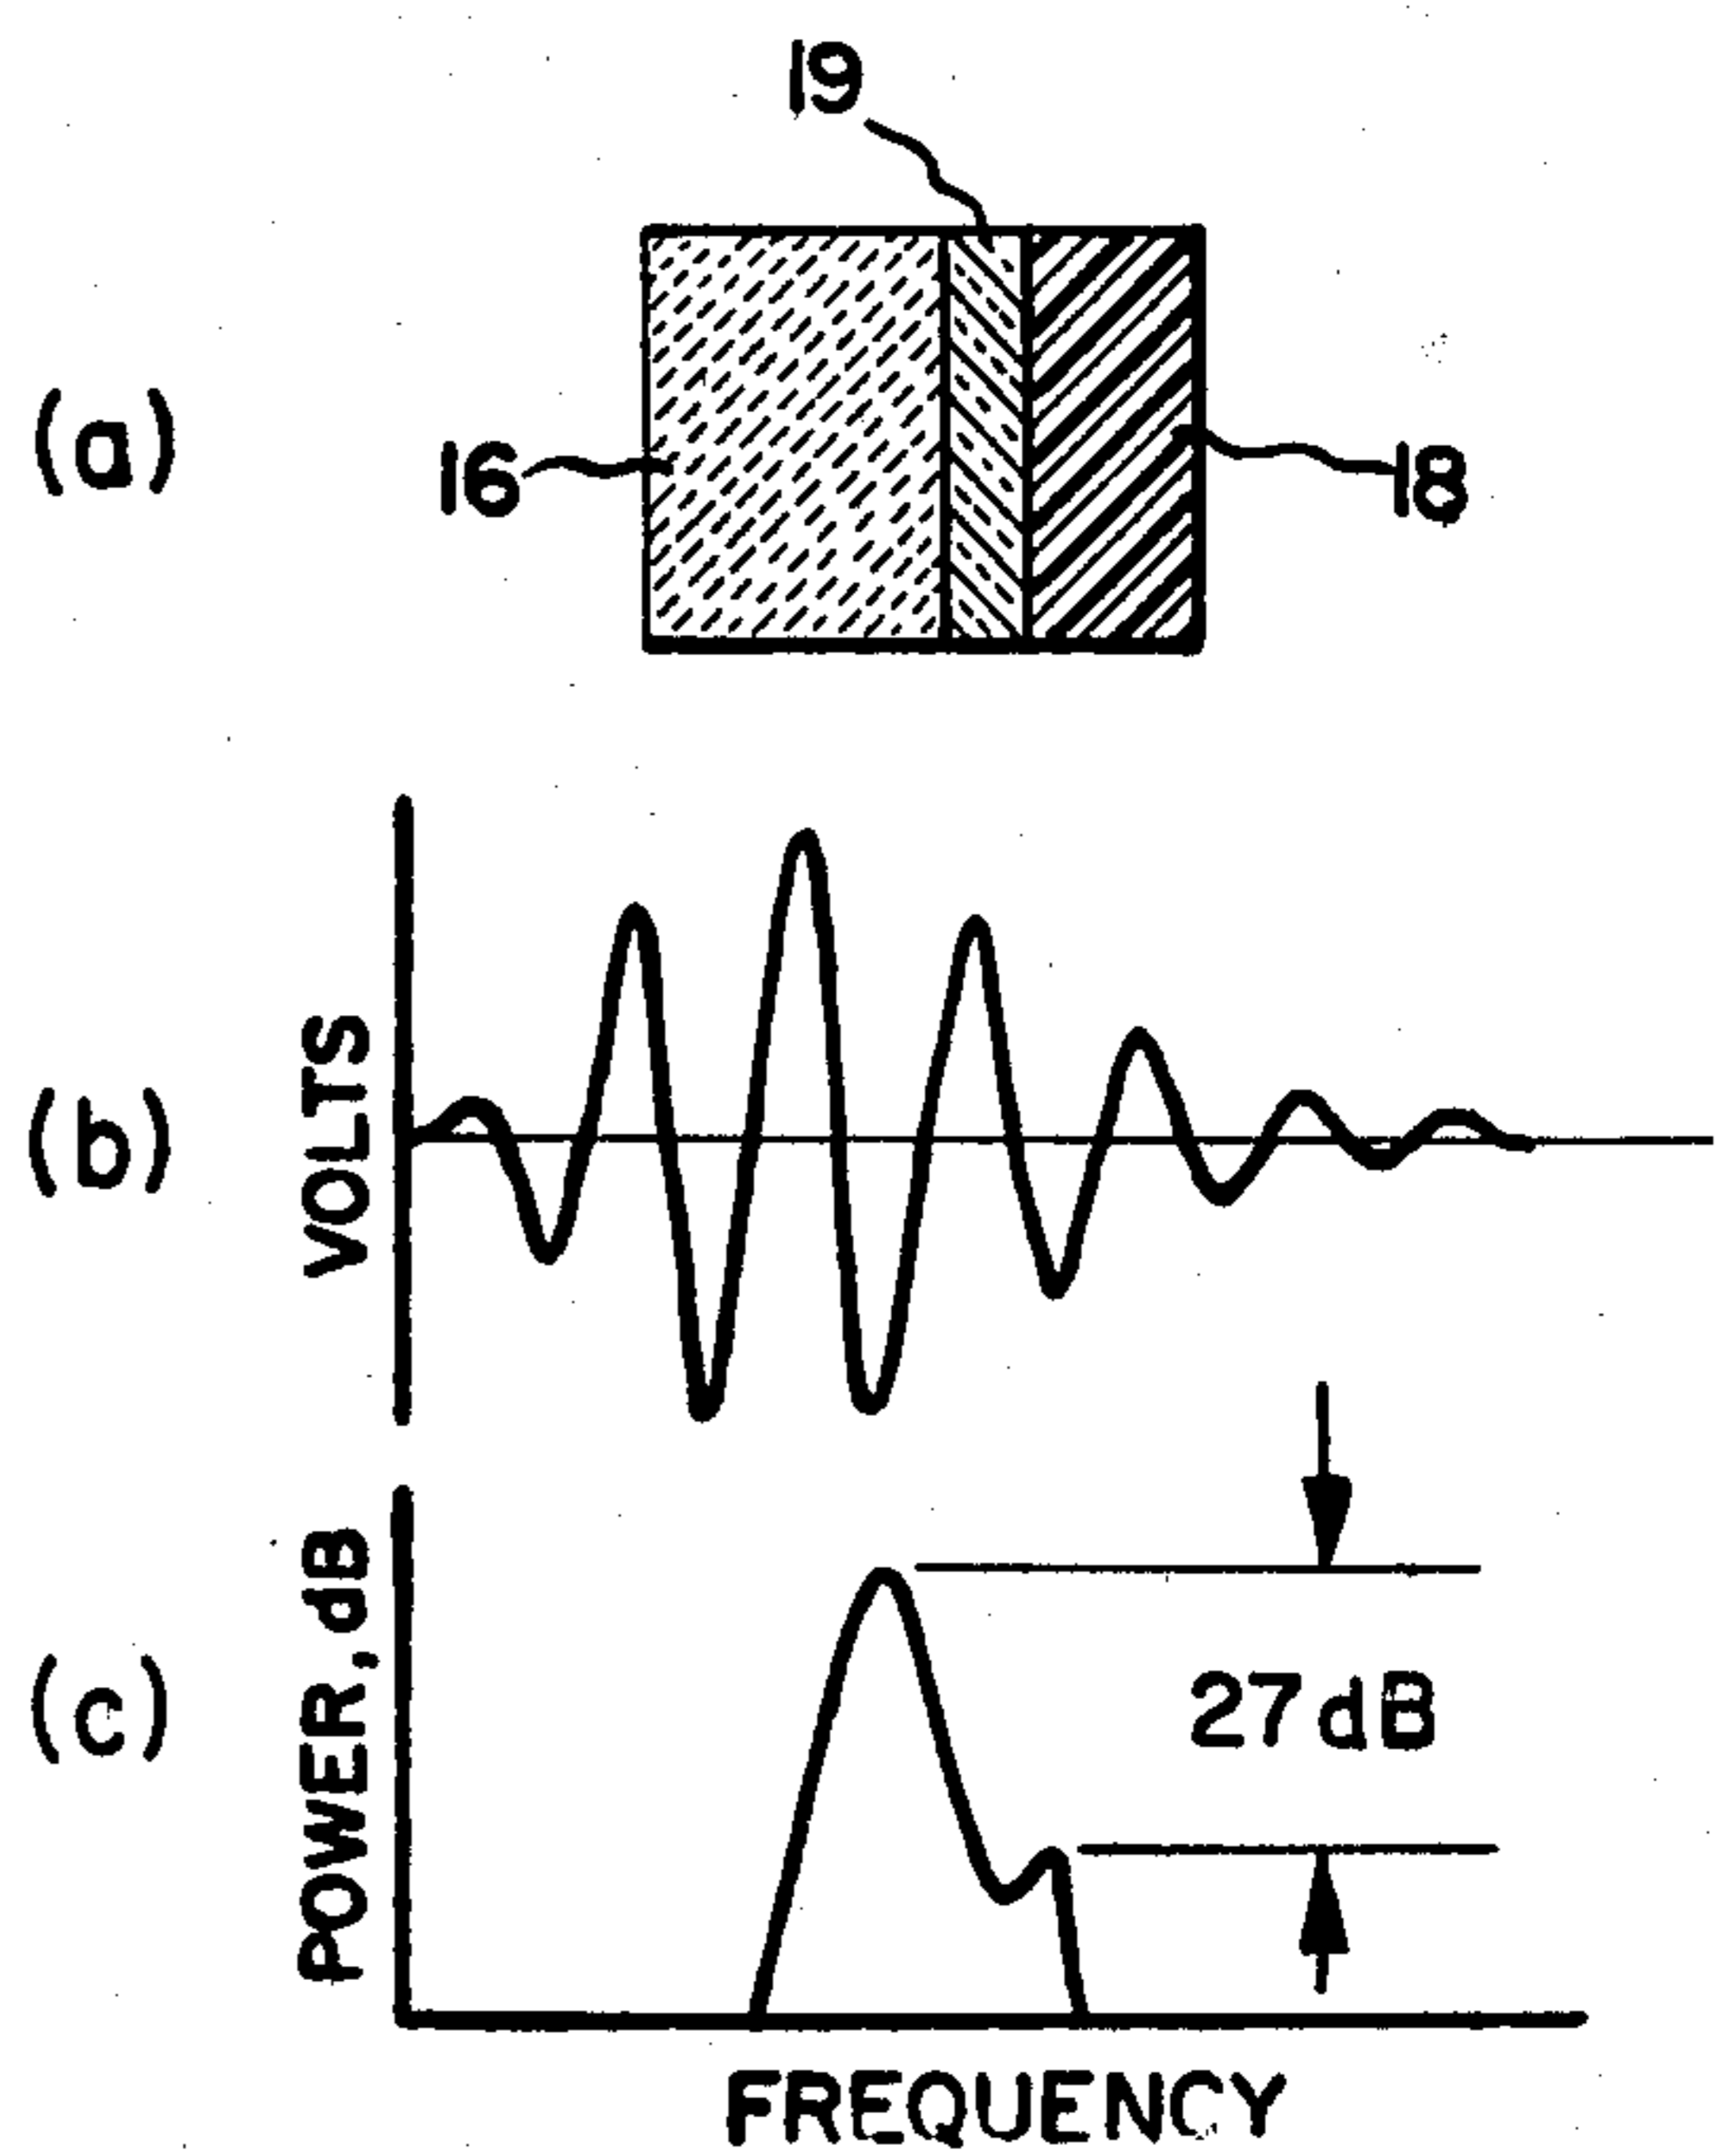 19
(a)
16
18
(b)
VOLTS
(c)
POWER, dB
27dB
FREQUENCY